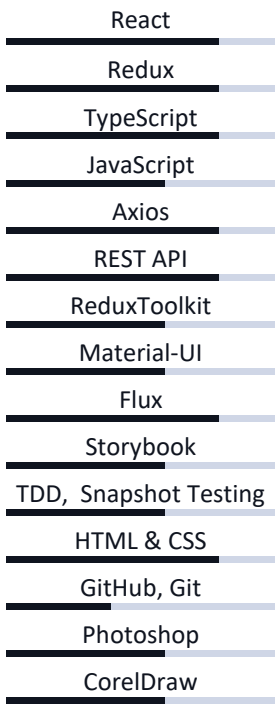 React
Redux
TypeScript
JavaScript
Axios
REST API
ReduxToolkit
Material-UI
Flux
Storybook
TDD,  Snapshot Testing
HTML & CSS
GitHub, Git
Photoshop
CorelDraw